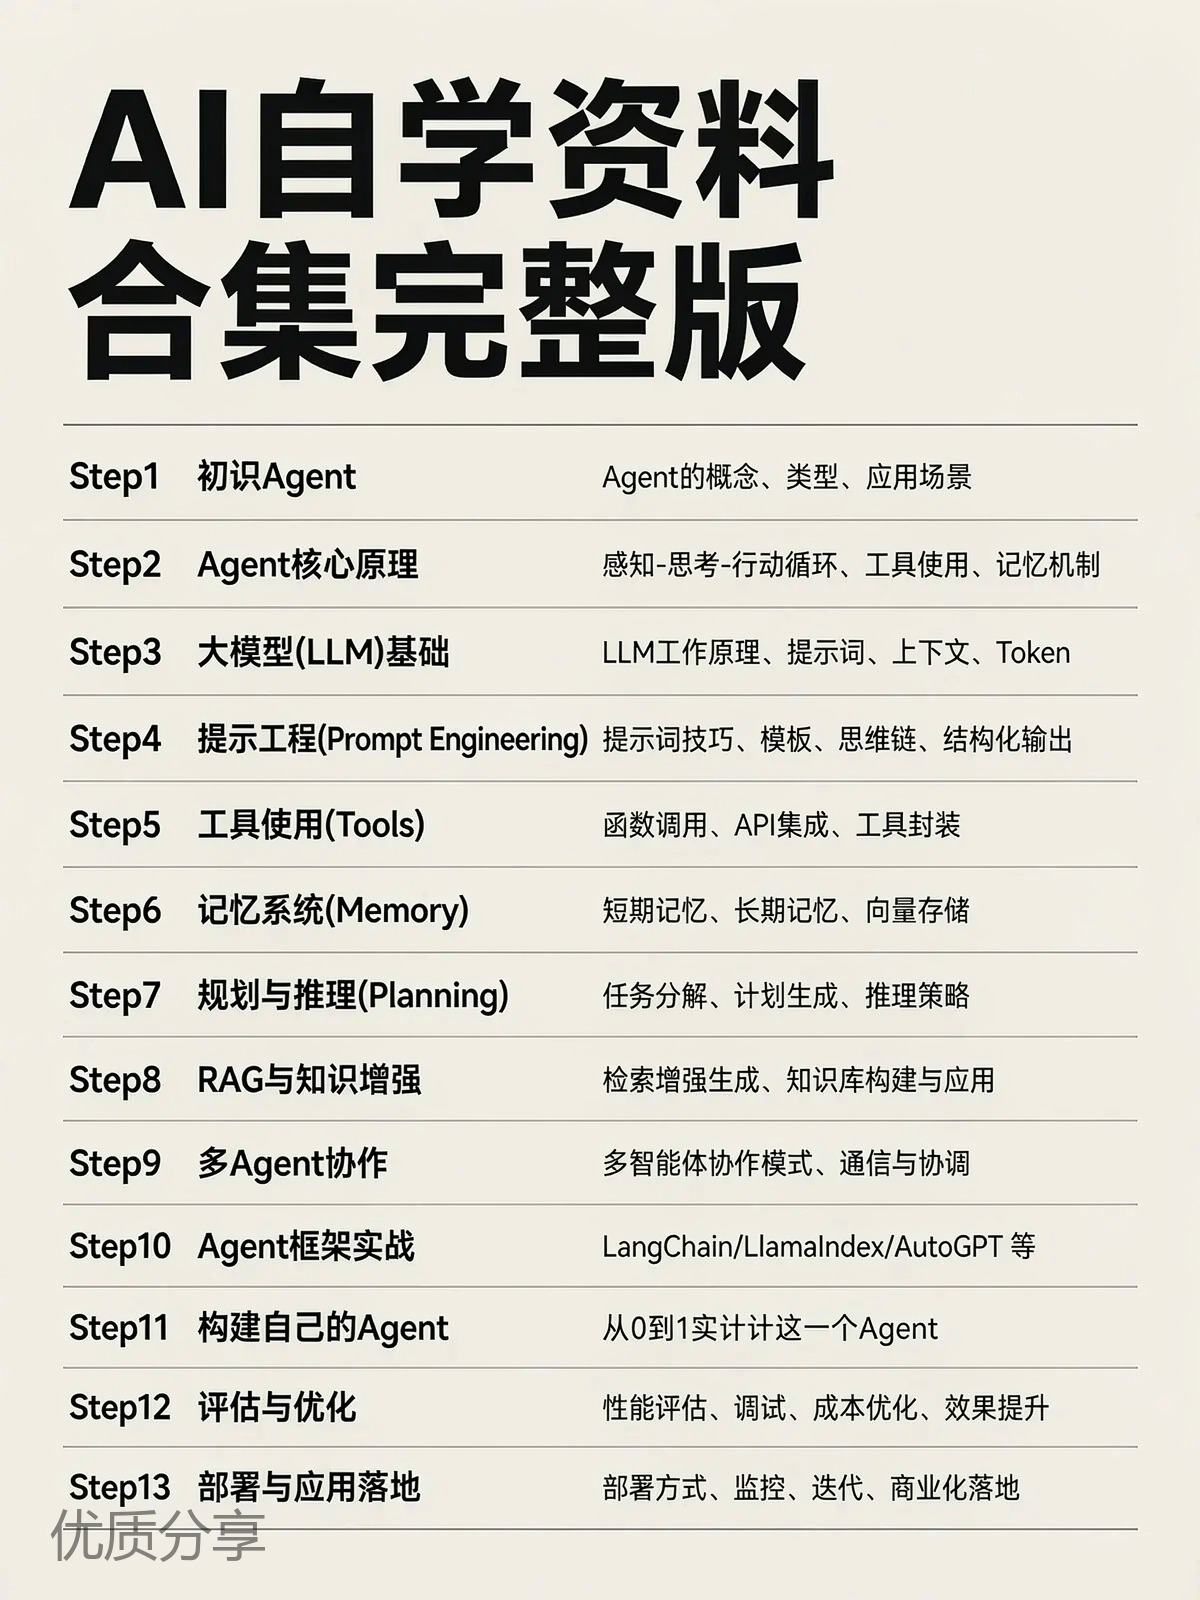 AI自学资料
合集完整版
Step1 初识Agent Agent的概念、类型、应用场景
Step2 Agent核心原理 感知-思考-行动循环、工具使用、记忆机制
Step3 大模型(LLM)基础 LLM工作原理、提示词、上下文、Token
Step4 提示工程(Prompt Engineering) 提示词技巧、模板、思维链、结构化输出
Step5 工具使用(Tools) 函数调用、API集成、工具封装
Step6 记忆系统(Memory) 短期记忆、长期记忆、向量存储
Step7 规划与推理(Planning) 任务分解、计划生成、推理策略
Step8 RAG与知识增强 检索增强生成、知识库构建与应用
Step9 多Agent协作 多智能体协作模式、通信与协调
Step10 Agent框架实战 LangChain/LlamaIndex/AutoGPT 等
Step11 构建自己的Agent 从0到1实计计这一个Agent
Step12 评估与优化 性能评估、调试、成本优化、效果提升
Step13 部署与应用落地 部署方式、监控、迭代、商业化落地
优质分享